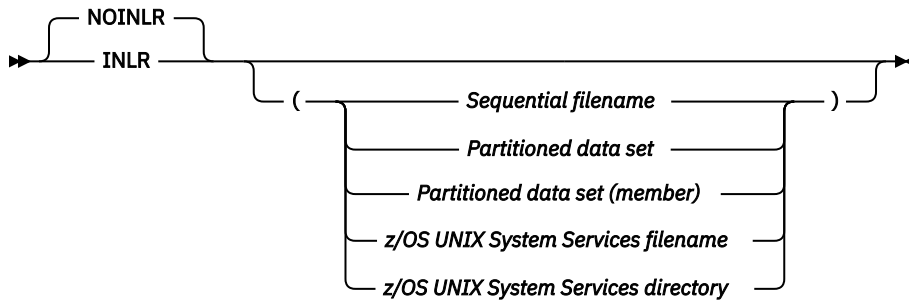 NOINLR
INLR
( Sequential filename )
Partitioned data set
Partitioned data set (member)
z/OS UNIX System Services filename
z/OS UNIX System Services directory